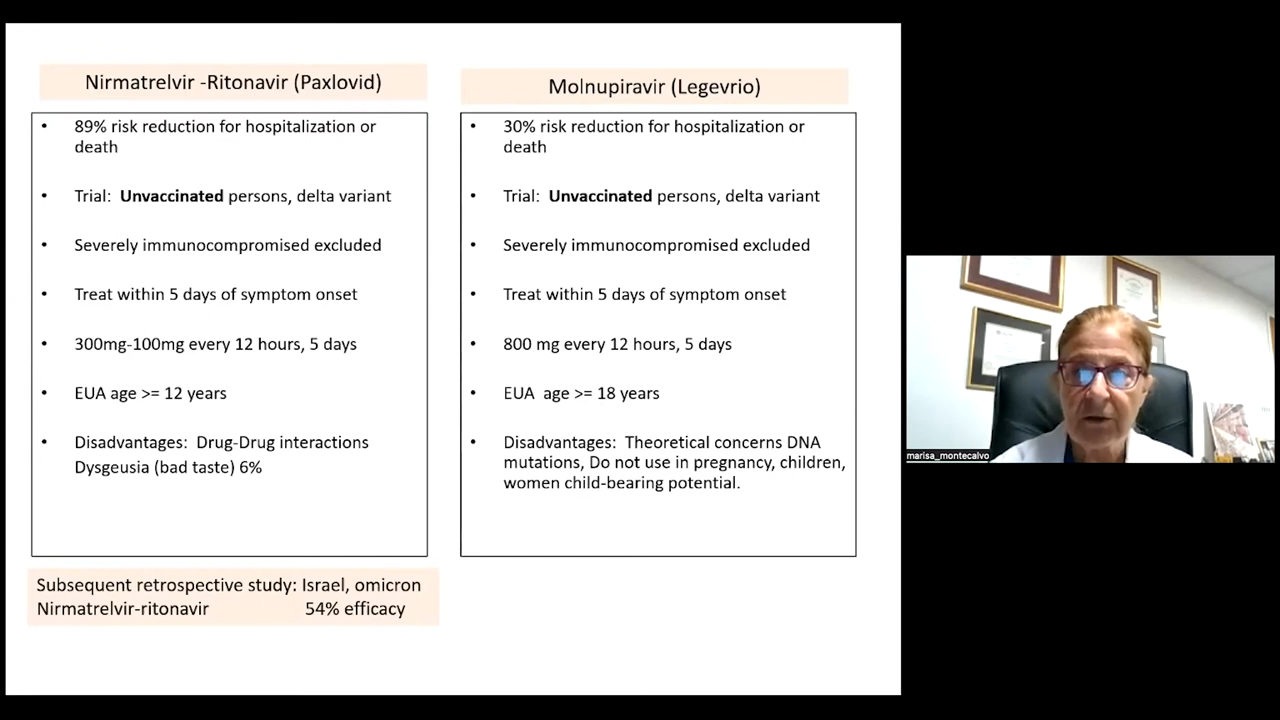 Nirmatrelvir -Ritonavir (Paxlovid)
• 89% risk reduction for hospitalization or
death
• Trial: Unvaccinated persons, delta variant
• Severely immunocompromised excluded
• Treat within 5 days of symptom onset
• 300mg-100mg every 12 hours, 5 days
• EUA age >= 12 years
• Disadvantages: Drug-Drug interactions
Dysgeusia (bad taste) 6%
Subsequent retrospective study: Israel, omicron
Nirmatrelvir-ritonavir 54% efficacy
Molnupiravir (Legevrio)
• 30% risk reduction for hospitalization or
death
• Trial: Unvaccinated persons, delta variant
• Severely immunocompromised excluded
• Treat within 5 days of symptom onset
• 800 mg every 12 hours, 5 days
• EUA age >= 18 years
• Disadvantages: Theoretical concerns DNA
mutations, Do not use in pregnancy, children,
women child-bearing potential.
marisa_montecalvo